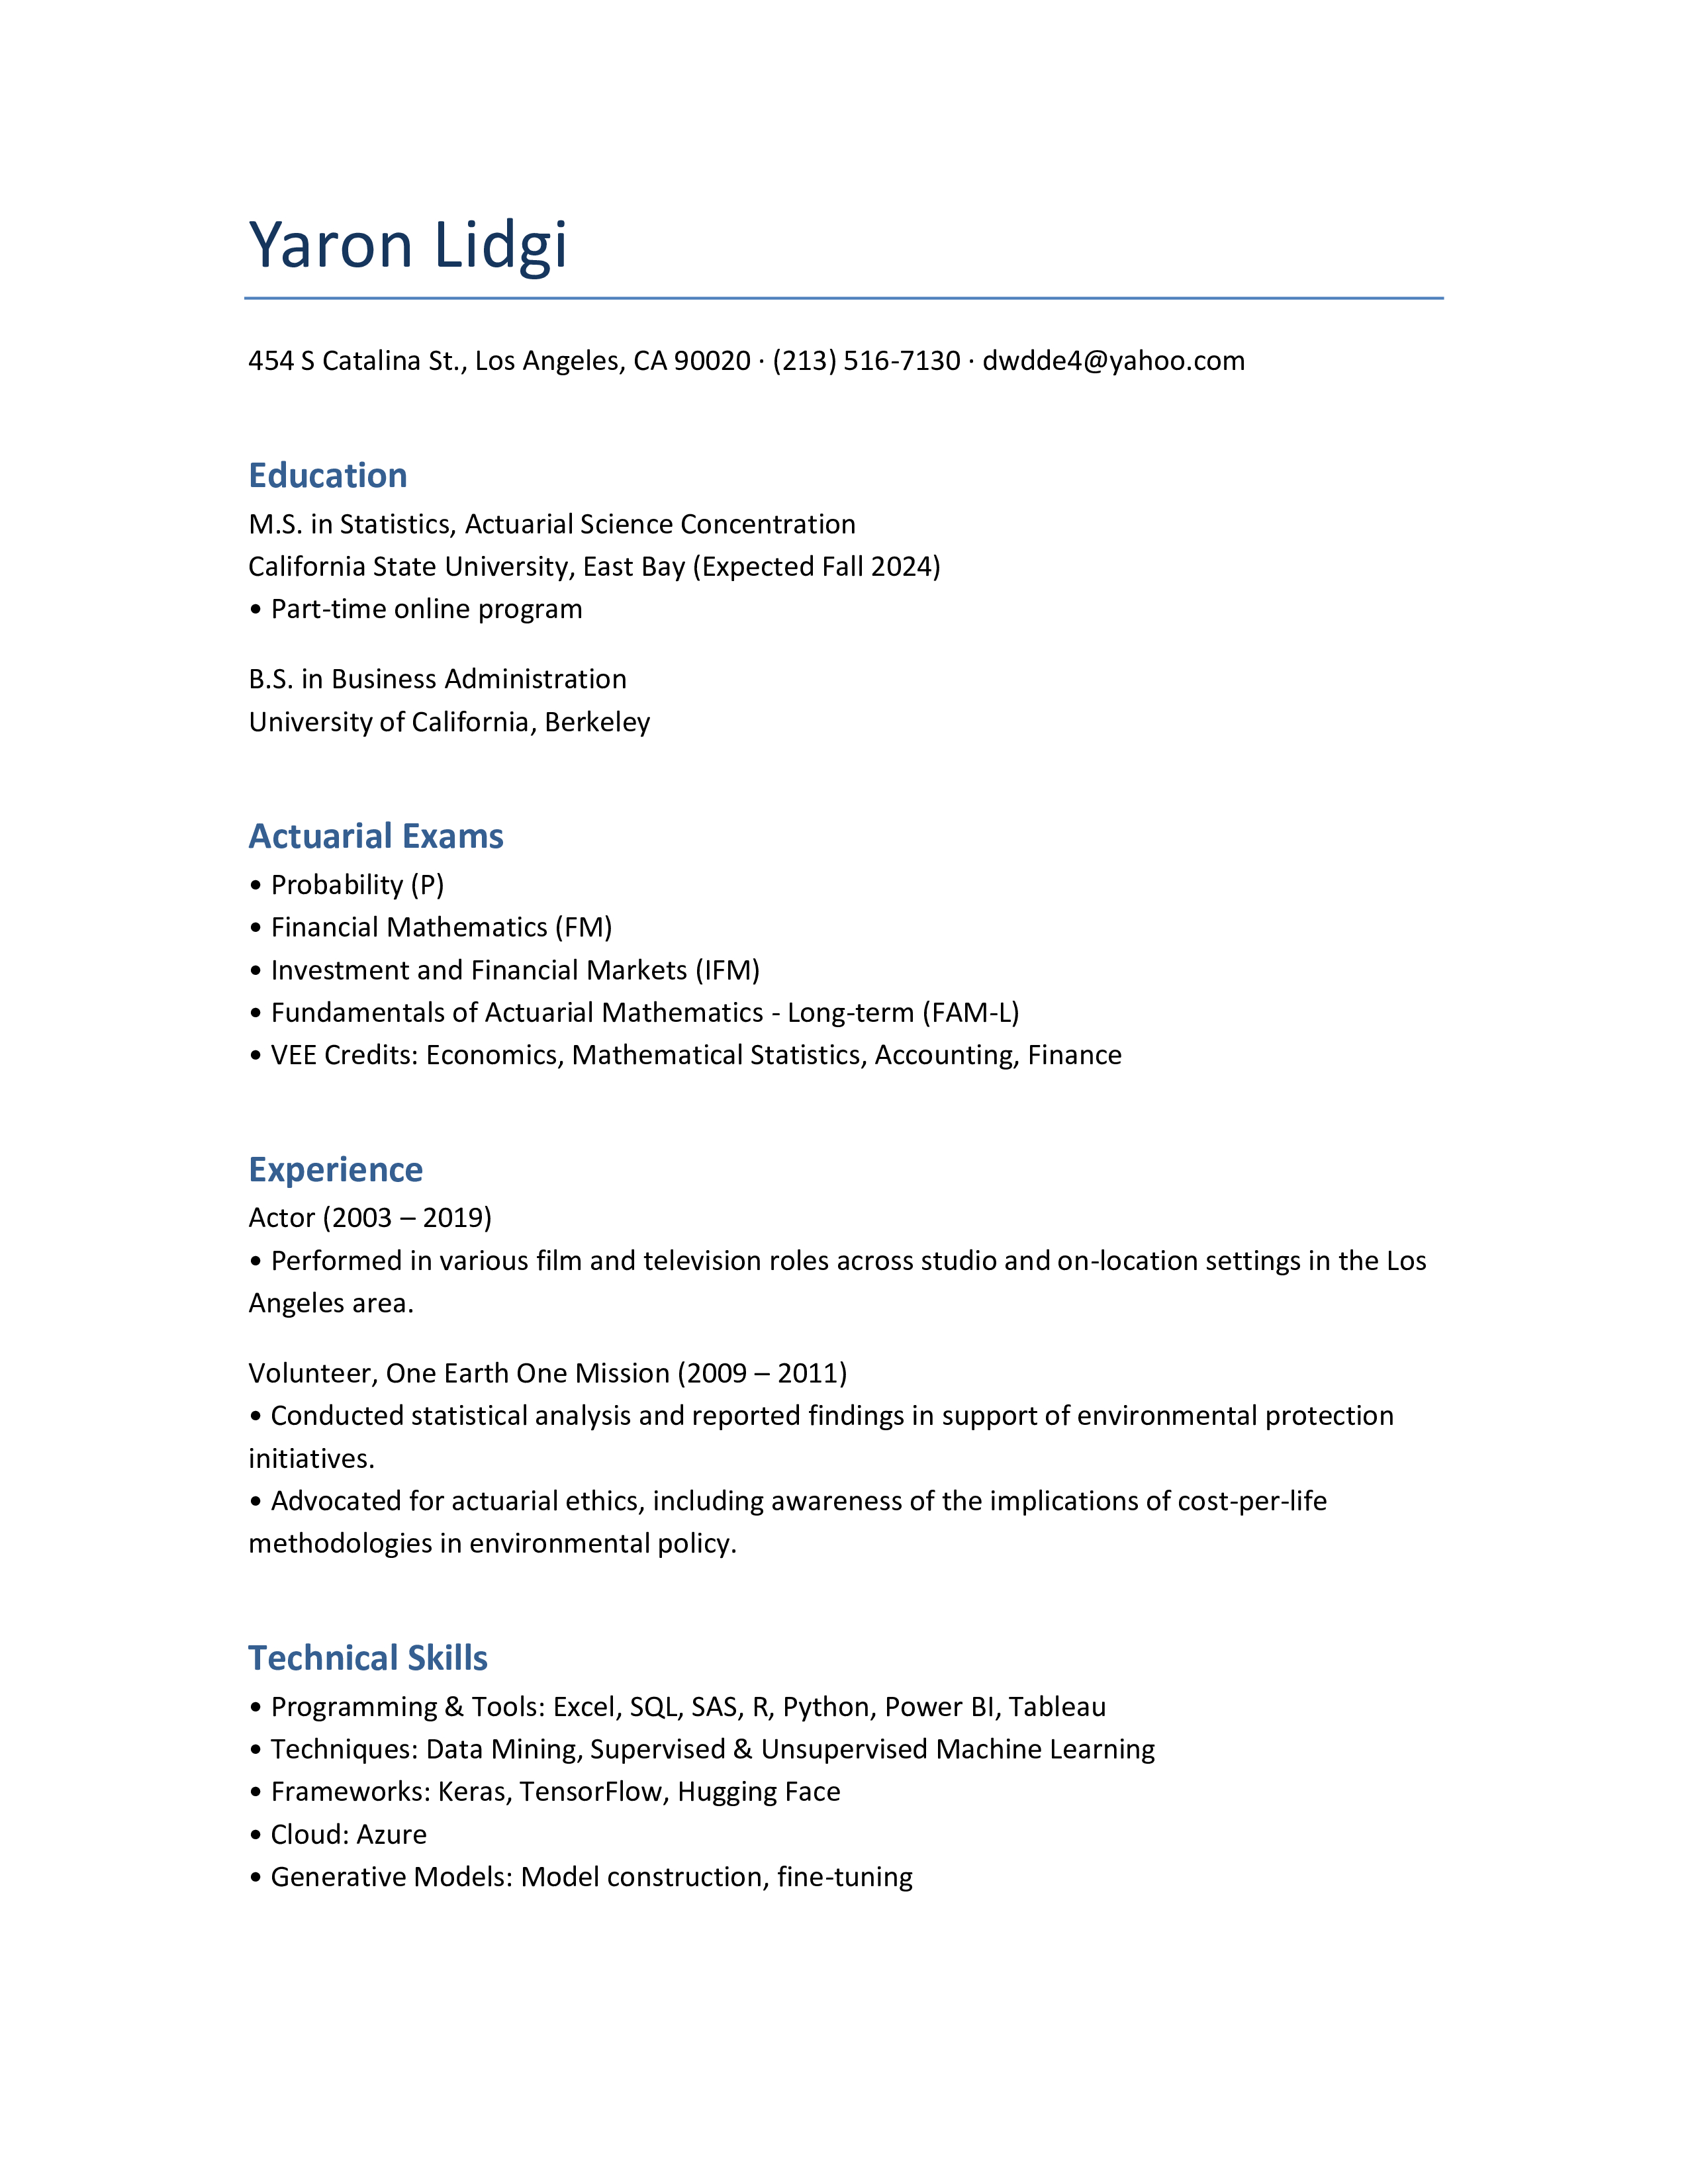 Yaron Lidgi
454 S Catalina St., Los Angeles, CA 90020 · (213) 516-7130 · dwdde4@yahoo.com
Education
M.S. in Statistics, Actuarial Science Concentration
California State University, East Bay (Expected Fall 2024)
• Part-time online program
B.S. in Business Administration
University of California, Berkeley
Actuarial Exams
• Probability (P)
• Financial Mathematics (FM)
• Investment and Financial Markets (IFM)
• Fundamentals of Actuarial Mathematics - Long-term (FAM-L)
• VEE Credits: Economics, Mathematical Statistics, Accounting, Finance
Experience
Actor (2003 – 2019)
• Performed in various film and television roles across studio and on-location settings in the Los
Angeles area.
Volunteer, One Earth One Mission (2009 – 2011)
• Conducted statistical analysis and reported findings in support of environmental protection
initiatives.
• Advocated for actuarial ethics, including awareness of the implications of cost-per-life
methodologies in environmental policy.
Technical Skills
• Programming & Tools: Excel, SQL, SAS, R, Python, Power BI, Tableau
• Techniques: Data Mining, Supervised & Unsupervised Machine Learning
• Frameworks: Keras, TensorFlow, Hugging Face
• Cloud: Azure
• Generative Models: Model construction, fine-tuning